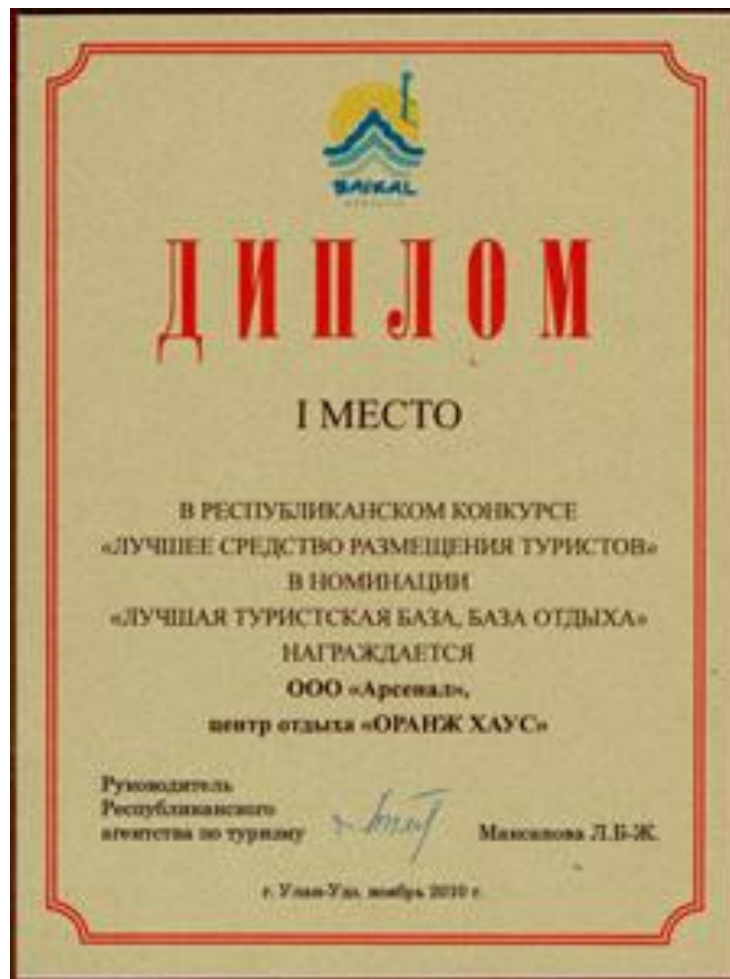 BAIKAL
ДИПЛОМ
I МЕСТО
В РЕСПУБЛИКАНСКОМ КОНКУРСЕ
«ЛУЧШЕЕ СРЕДСТВО РАЗМЕЩЕНИЯ ТУРИСТОВ»
В НОМИНАЦИИ
«ЛУЧШАЯ ТУРИСТСКАЯ БАЗА, БАЗА ОТДЫХА»
НАГРАЖДАЕТСЯ
ООО «Арсенал»,
центр отдыха «ОРАНЖ ХАУС»
Руководитель
Республиканского
агентства по туризму
Максанова Л.Б-Ж.
г. Улан-Удэ, ноябрь 2010 г.